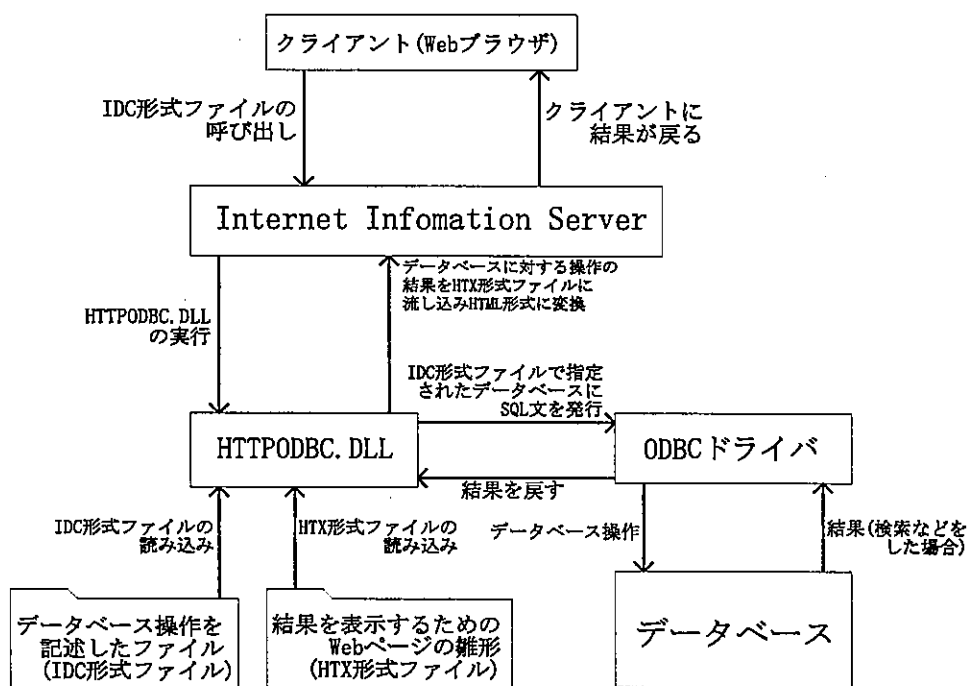 クライアント(Webブラウザ)
IDC形式ファイルの
呼び出し
クライアントに
結果が戻る
Internet Infomation Server
データベースに対する操作の
結果をHTX形式ファイルに
流し込みHTML形式に変換
HTTPODBC.DLL
の実行
IDC形式ファイルで指定
されたデータベースに
SQL文を発行
HTTPODBC.DLL
ODBCドライバ
結果を戻す
IDC形式ファイルの
読み込み
HTX形式ファイルの
読み込み
データベース操作
結果(検索などを
した場合)
データベース操作を
記述したファイル
(IDC形式ファイル)
結果を表示するための
Webページの雛形
(HTX形式ファイル)
データベース